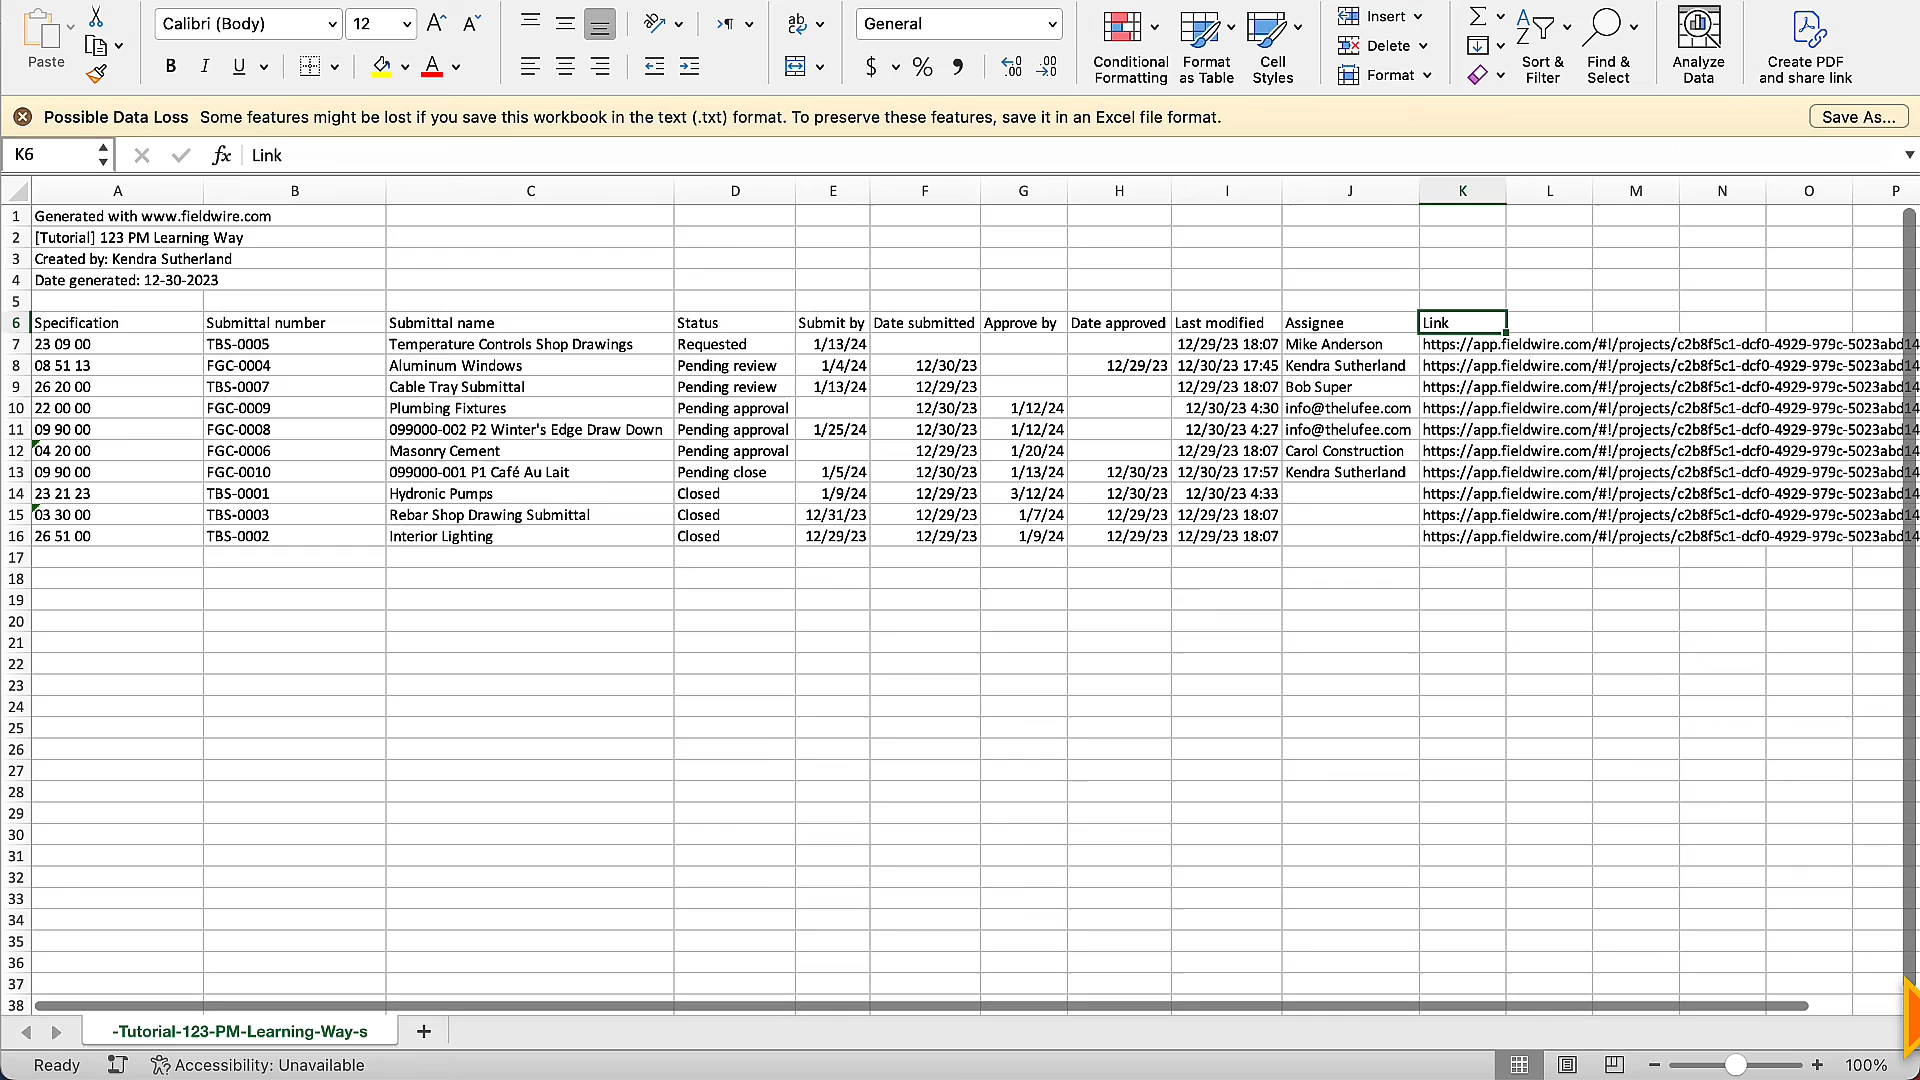 Paste
Calibri (Body) 12 General
B I U
$ % 9
Conditional Formatting
Format as Table
Cell Styles
Insert
Delete
Format
Sort & Filter
Find & Select
Analyze Data
Create PDF and share link
Possible Data Loss Some features might be lost if you save this workbook in the text (.txt) format. To preserve these features, save it in an Excel file format. Save As...
K6 fx Link
A B C D E F G H I J K L M N O P
1 Generated with www.fieldwire.com
2 [Tutorial] 123 PM Learning Way
3 Created by: Kendra Sutherland
4 Date generated: 12-30-2023
5
6 Specification Submittal number Submittal name Status Submit by Date submitted Approve by Date approved Last modified Assignee Link
7 23 09 00 TBS-0005 Temperature Controls Shop Drawings Requested 1/13/24 12/29/23 18:07 Mike Anderson https://app.fieldwire.com/#!/projects/c2b8f5c1-dcf0-4929-979c-5023abd14
8 08 51 13 FGC-0004 Aluminum Windows Pending review 1/4/24 12/30/23 12/29/23 12/30/23 17:45 Kendra Sutherland https://app.fieldwire.com/#!/projects/c2b8f5c1-dcf0-4929-979c-5023abd14
9 26 20 00 TBS-0007 Cable Tray Submittal Pending review 1/13/24 12/29/23 12/29/23 18:07 Bob Super https://app.fieldwire.com/#!/projects/c2b8f5c1-dcf0-4929-979c-5023abd14
10 22 00 00 FGC-0009 Plumbing Fixtures Pending approval 12/30/23 1/12/24 12/30/23 4:30 info@thelufee.com https://app.fieldwire.com/#!/projects/c2b8f5c1-dcf0-4929-979c-5023abd14
11 09 90 00 FGC-0008 099000-002 P2 Winter's Edge Draw Down Pending approval 1/25/24 12/30/23 1/12/24 12/30/23 4:27 info@thelufee.com https://app.fieldwire.com/#!/projects/c2b8f5c1-dcf0-4929-979c-5023abd14
12 04 20 00 FGC-0006 Masonry Cement Pending approval 12/29/23 1/20/24 12/29/23 18:07 Carol Construction https://app.fieldwire.com/#!/projects/c2b8f5c1-dcf0-4929-979c-5023abd14
13 09 90 00 FGC-0010 099000-001 P1 Café Au Lait Pending close 1/5/24 12/30/23 1/13/24 12/30/23 12/30/23 17:57 Kendra Sutherland https://app.fieldwire.com/#!/projects/c2b8f5c1-dcf0-4929-979c-5023abd14
14 23 21 23 TBS-0001 Hydronic Pumps Closed 1/9/24 12/29/23 3/12/24 12/30/23 12/30/23 4:33 https://app.fieldwire.com/#!/projects/c2b8f5c1-dcf0-4929-979c-5023abd14
15 03 30 00 TBS-0003 Rebar Shop Drawing Submittal Closed 12/31/23 12/29/23 1/7/24 12/29/23 12/29/23 18:07 https://app.fieldwire.com/#!/projects/c2b8f5c1-dcf0-4929-979c-5023abd14
16 26 51 00 TBS-0002 Interior Lighting Closed 12/29/23 12/29/23 1/9/24 12/29/23 12/29/23 18:07 https://app.fieldwire.com/#!/projects/c2b8f5c1-dcf0-4929-979c-5023abd14
17
18
19
20
21
22
23
24
25
26
27
28
29
30
31
32
33
34
35
36
37
38
-Tutorial-123-PM-Learning-Way-s +
Ready Accessibility: Unavailable 100%